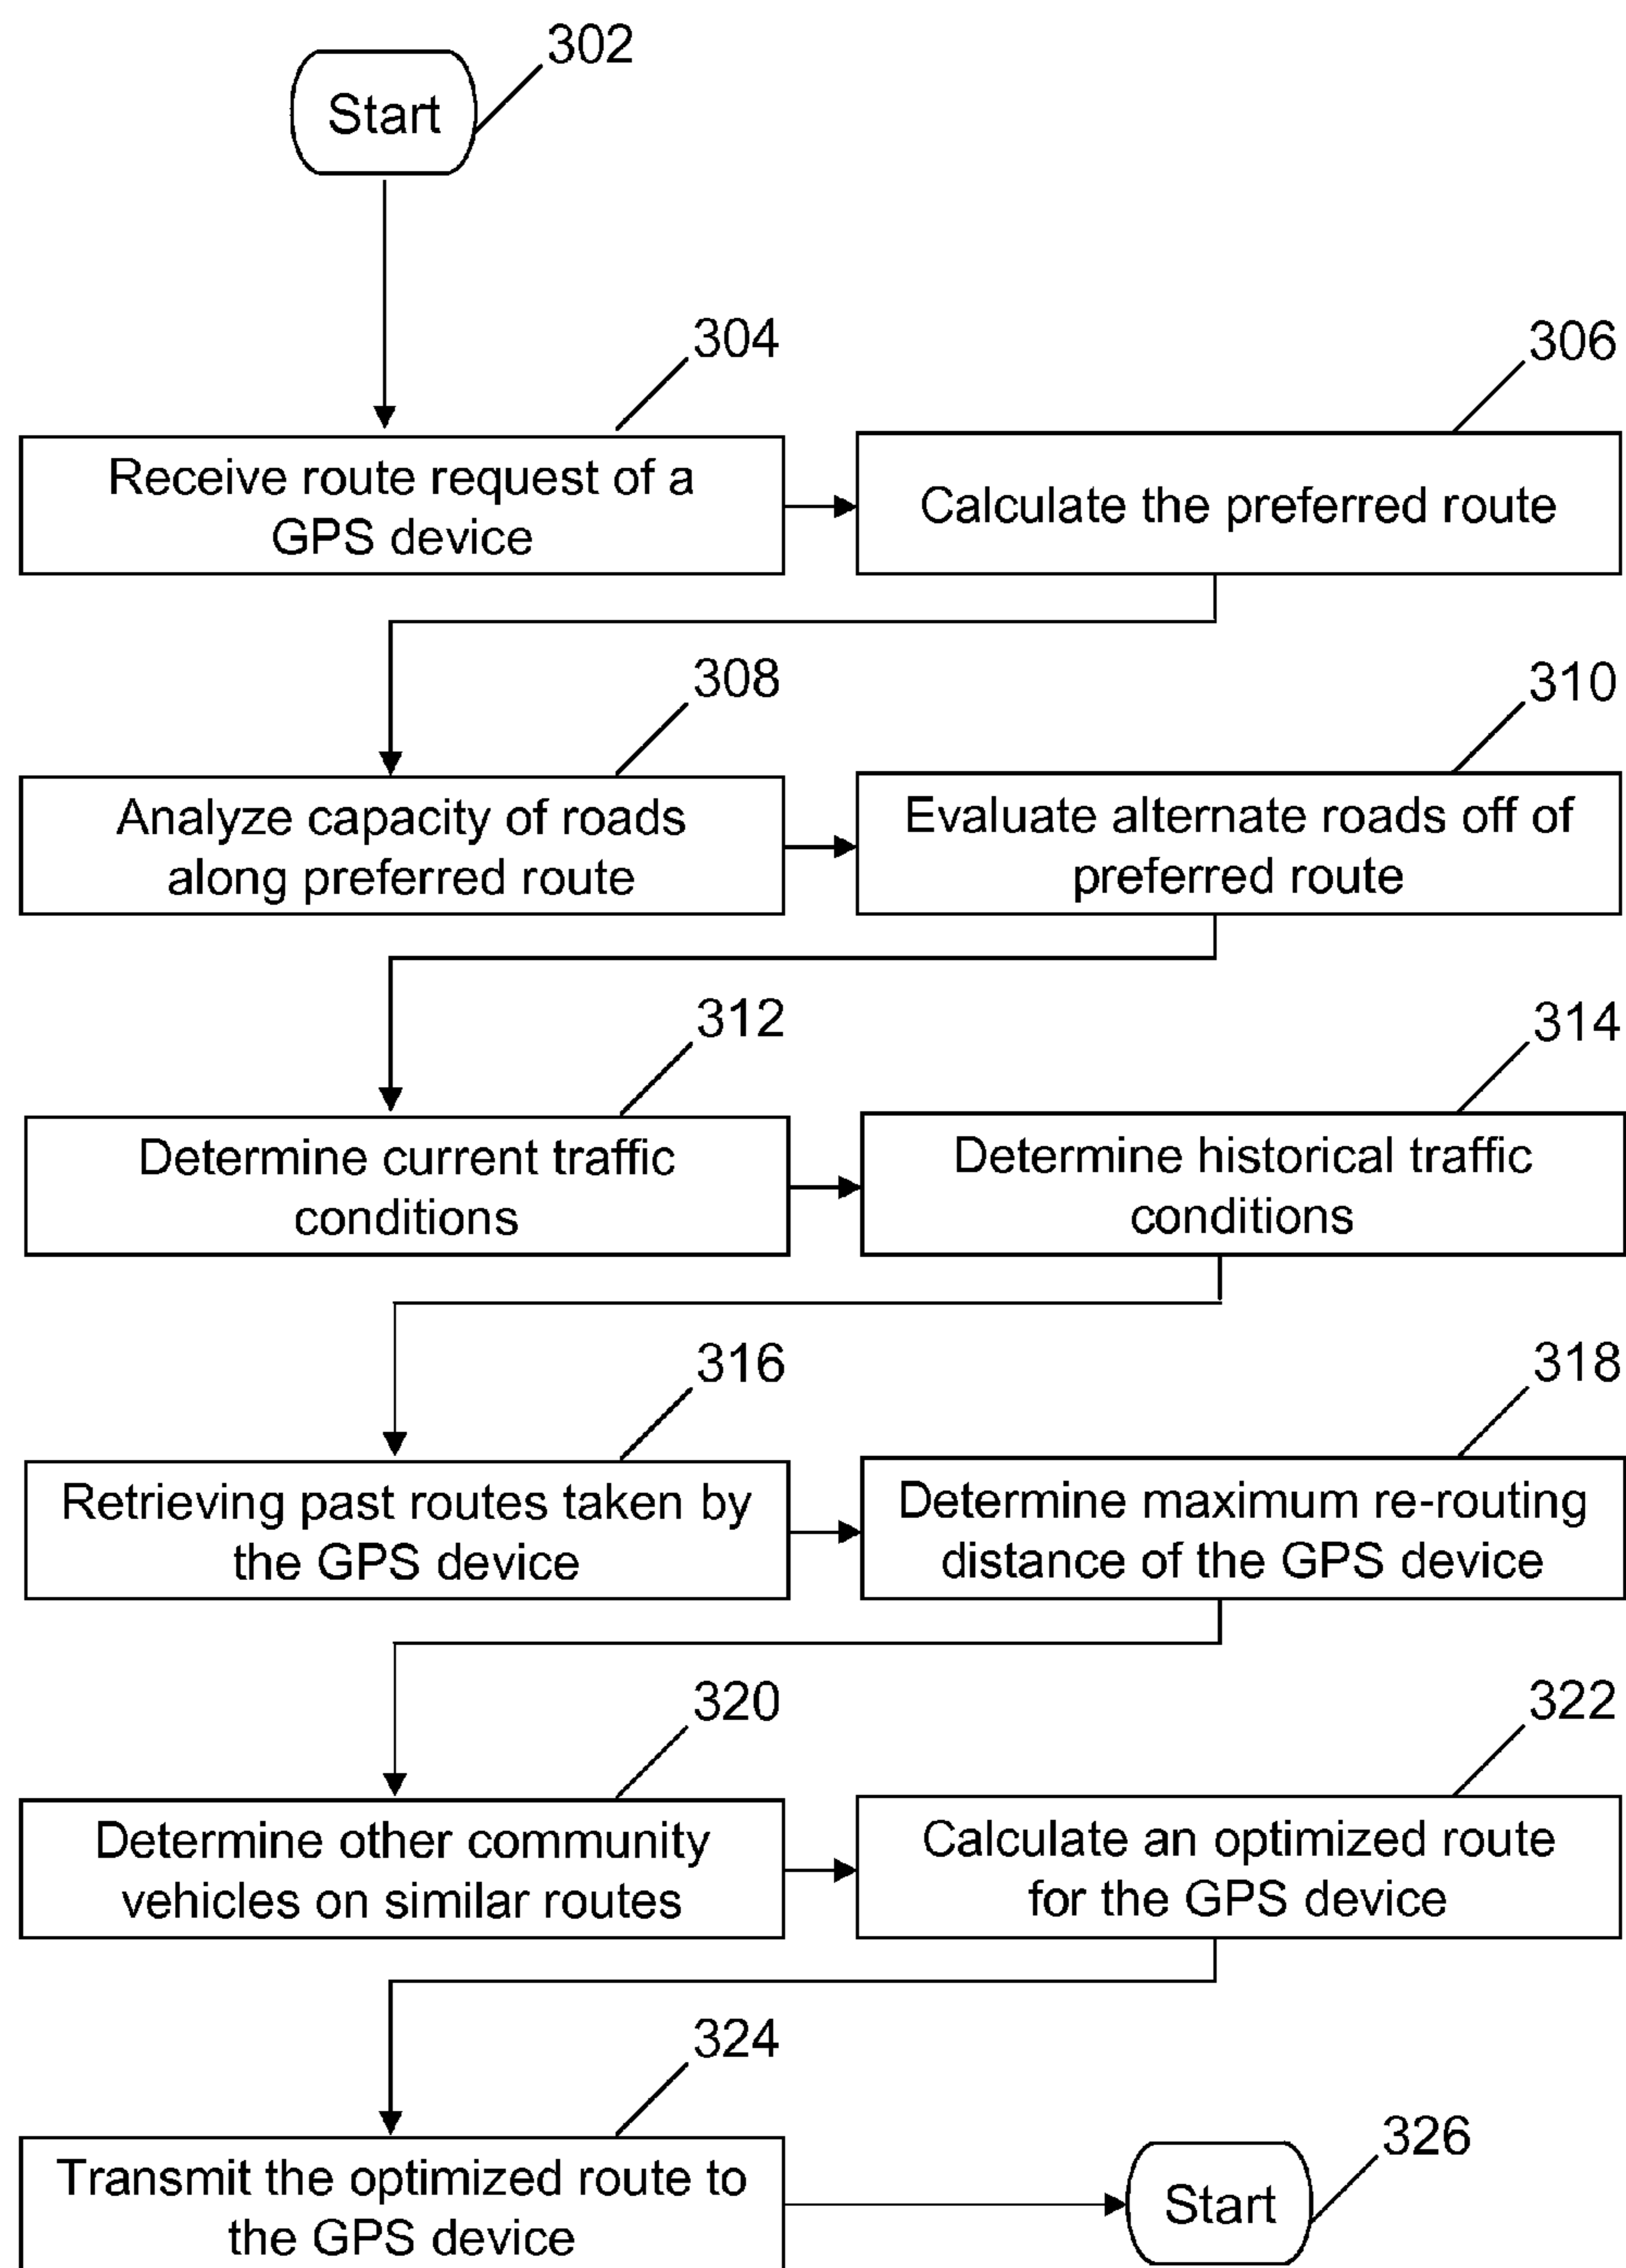 302
Start
304
306
Receive route request of a
GPS device
Calculate the preferred route
308
310
Analyze capacity of roads
along preferred route
Evaluate alternate roads off of
preferred route
312
314
Determine current traffic
conditions
Determine historical traffic
conditions
316
318
Retrieving past routes taken by
the GPS device
Determine maximum re-routing
distance of the GPS device
320
322
Determine other community
vehicles on similar routes
Calculate an optimized route
for the GPS device
324
326
Transmit the optimized route to
the GPS device
Start